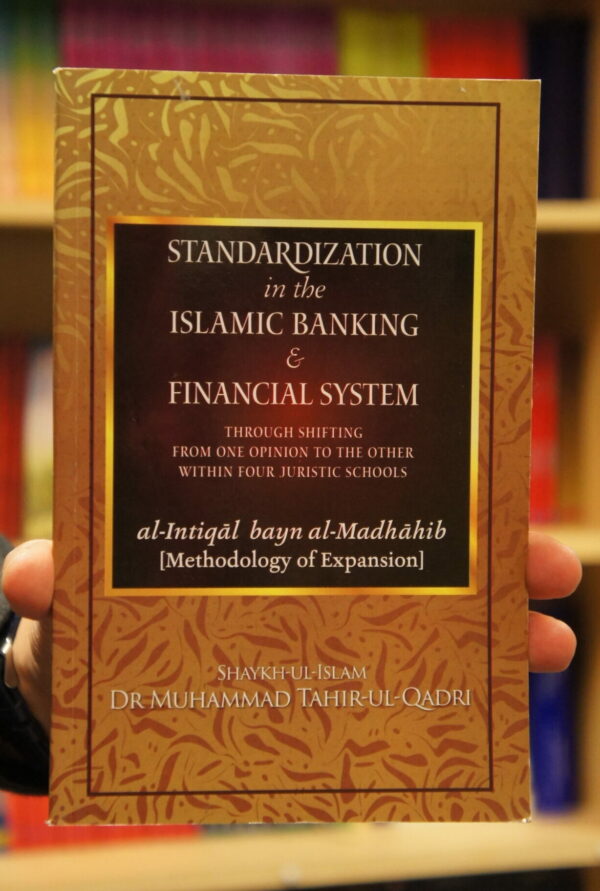 STANDARDIZATION
in the
ISLAMIC BANKING
&
FINANCIAL SYSTEM
THROUGH SHIFTING
FROM ONE OPINION TO THE OTHER
WITHIN FOUR JURISTIC SCHOOLS
al-Intiqāl bayn al-Madhāhib
[Methodology of Expansion]
SHAYKH-UL-ISLAM
DR MUHAMMAD TAHIR-UL-QADRI